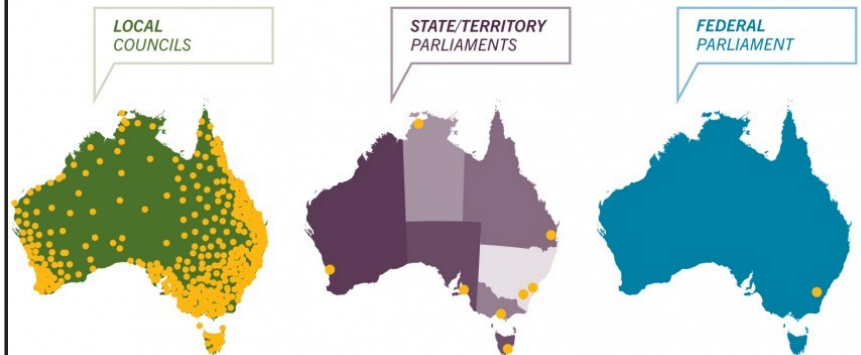 LOCAL
COUNCILS
STATE/TERRITORY
PARLIAMENTS
FEDERAL
PARLIAMENT